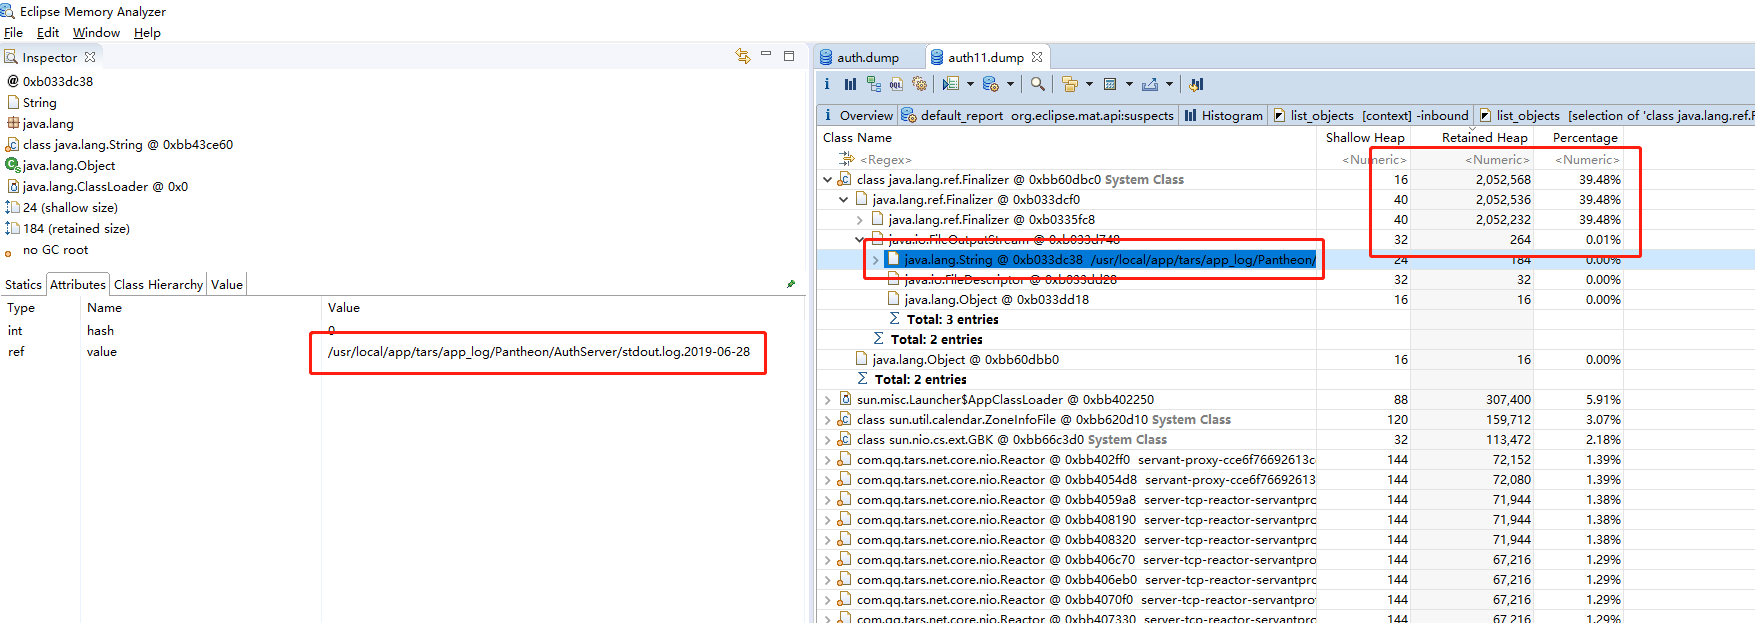 Eclipse Memory Analyzer
File Edit Window Help
Inspector
@ 0xb033dc38
String
java.lang
class java.lang.String @ 0xbb43ce60
java.lang.Object
java.lang.ClassLoader @ 0x0
24 (shallow size)
184 (retained size)
no GC root
Statics Attributes Class Hierarchy Value
Type Name Value
int hash 0
ref value /usr/local/app/tars/app_log/Pantheon/AuthServer/stdout.log.2019-06-28
auth.dump auth11.dump
i Overview default_report org.eclipse.mat.api:suspects Histogram list_objects [context] -inbound list_objects [selection of 'class java.lang.ref.F
Class Name Shallow Heap Retained Heap Percentage
<Regex> <Numeric> <Numeric> <Numeric>
class java.lang.ref.Finalizer @ 0xbb60dbc0 System Class 16 2,052,568 39.48%
java.lang.ref.Finalizer @ 0xb033dcf0 40 2,052,536 39.48%
java.lang.ref.Finalizer @ 0xb0335fc8 40 2,052,232 39.48%
java.io.FileOutputStream @ 0xb033d748 32 264 0.01%
java.lang.String @ 0xb033dc38 /usr/local/app/tars/app_log/Pantheon/ 24 184 0.00%
java.io.FileDescriptor @ 0xb033dd28 32 32 0.00%
java.lang.Object @ 0xb033dd18 16 16 0.00%
Σ Total: 3 entries
Σ Total: 2 entries
java.lang.Object @ 0xbb60dbb0 16 16 0.00%
Σ Total: 2 entries
sun.misc.Launcher$AppClassLoader @ 0xbb402250 88 307,400 5.91%
class sun.util.calendar.ZoneInfoFile @ 0xbb620d10 System Class 120 159,712 3.07%
class sun.nio.cs.ext.GBK @ 0xbb66c3d0 System Class 32 113,472 2.18%
com.qq.tars.net.core.nio.Reactor @ 0xbb402ff0 servant-proxy-cce6f76692613c 144 72,152 1.39%
com.qq.tars.net.core.nio.Reactor @ 0xbb4054d8 servant-proxy-cce6f76692613 144 72,080 1.39%
com.qq.tars.net.core.nio.Reactor @ 0xbb4059a8 server-tcp-reactor-servantpro 144 71,944 1.38%
com.qq.tars.net.core.nio.Reactor @ 0xbb408190 server-tcp-reactor-servantpro 144 71,944 1.38%
com.qq.tars.net.core.nio.Reactor @ 0xbb408320 server-tcp-reactor-servantpro 144 71,944 1.38%
com.qq.tars.net.core.nio.Reactor @ 0xbb406c70 server-tcp-reactor-servantpro 144 67,216 1.29%
com.qq.tars.net.core.nio.Reactor @ 0xbb406eb0 server-tcp-reactor-servantpro 144 67,216 1.29%
com.qq.tars.net.core.nio.Reactor @ 0xbb4070f0 server-tcp-reactor-servantpro 144 67,216 1.29%
com.qq.tars.net.core.nio.Reactor @ 0xbb407330 server-tcp-reactor-servantpro 144 67,216 1.29%